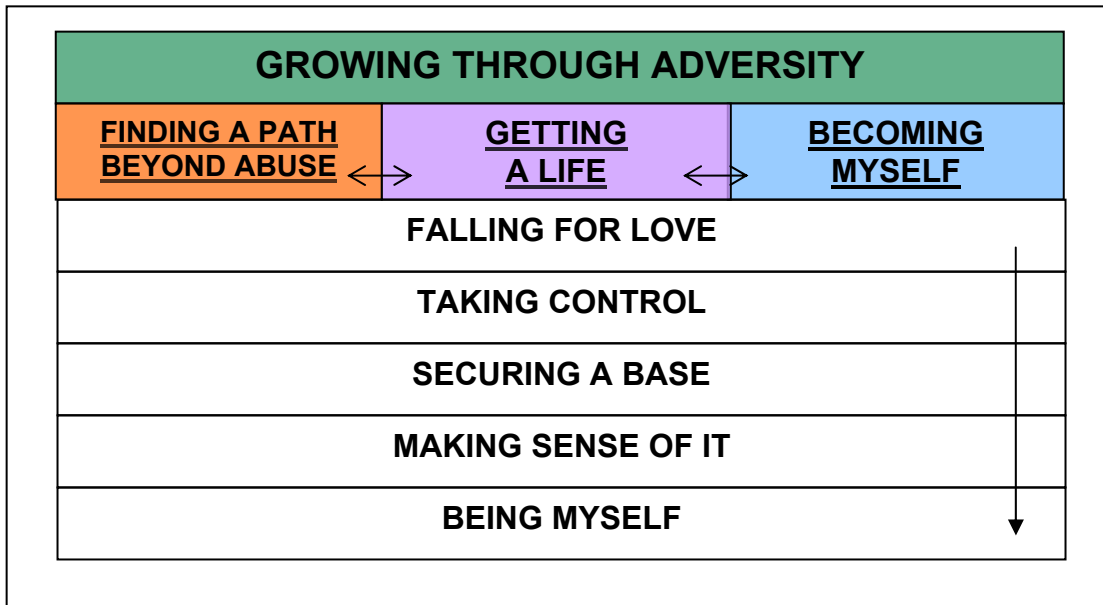 GROWING THROUGH ADVERSITY
FINDING A PATH
BEYOND ABUSE
GETTING
A LIFE
BECOMING
MYSELF
FALLING FOR LOVE
TAKING CONTROL
SECURING A BASE
MAKING SENSE OF IT
BEING MYSELF